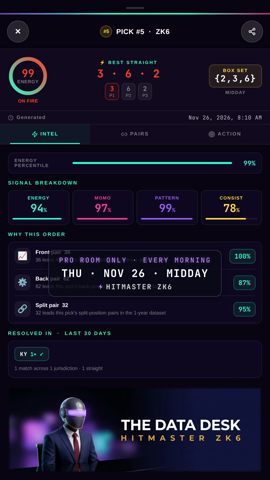 ✕
#5 PICK #5 · ZK6
99
ENERGY
ON FIRE
⚡ BEST STRAIGHT
3 · 6 · 2
3 6 2
P1 P2 P3
BOX SET
{2,3,6}
MIDDAY
Generated Nov 26, 2026, 8:10 AM
INTEL PAIRS ACTION
ENERGY
PERCENTILE
99%
SIGNAL BREAKDOWN
ENERGY MOMO PATTERN CONSIST
94% 97% 99% 78%
WHY THIS ORDER
Front pair 36
100%
PRO ROOM ONLY · EVERY MORNING
THU · NOV 26 · MIDDAY
HITMASTER ZK6
Back
87%
Split pair 32
32 leads this pick's split-position pairs in the 1-year dataset
95%
RESOLVED IN · LAST 30 DAYS
KY 1× ✓
1 match across 1 jurisdiction · 1 straight
THE DATA DESK
HITMASTER ZK6